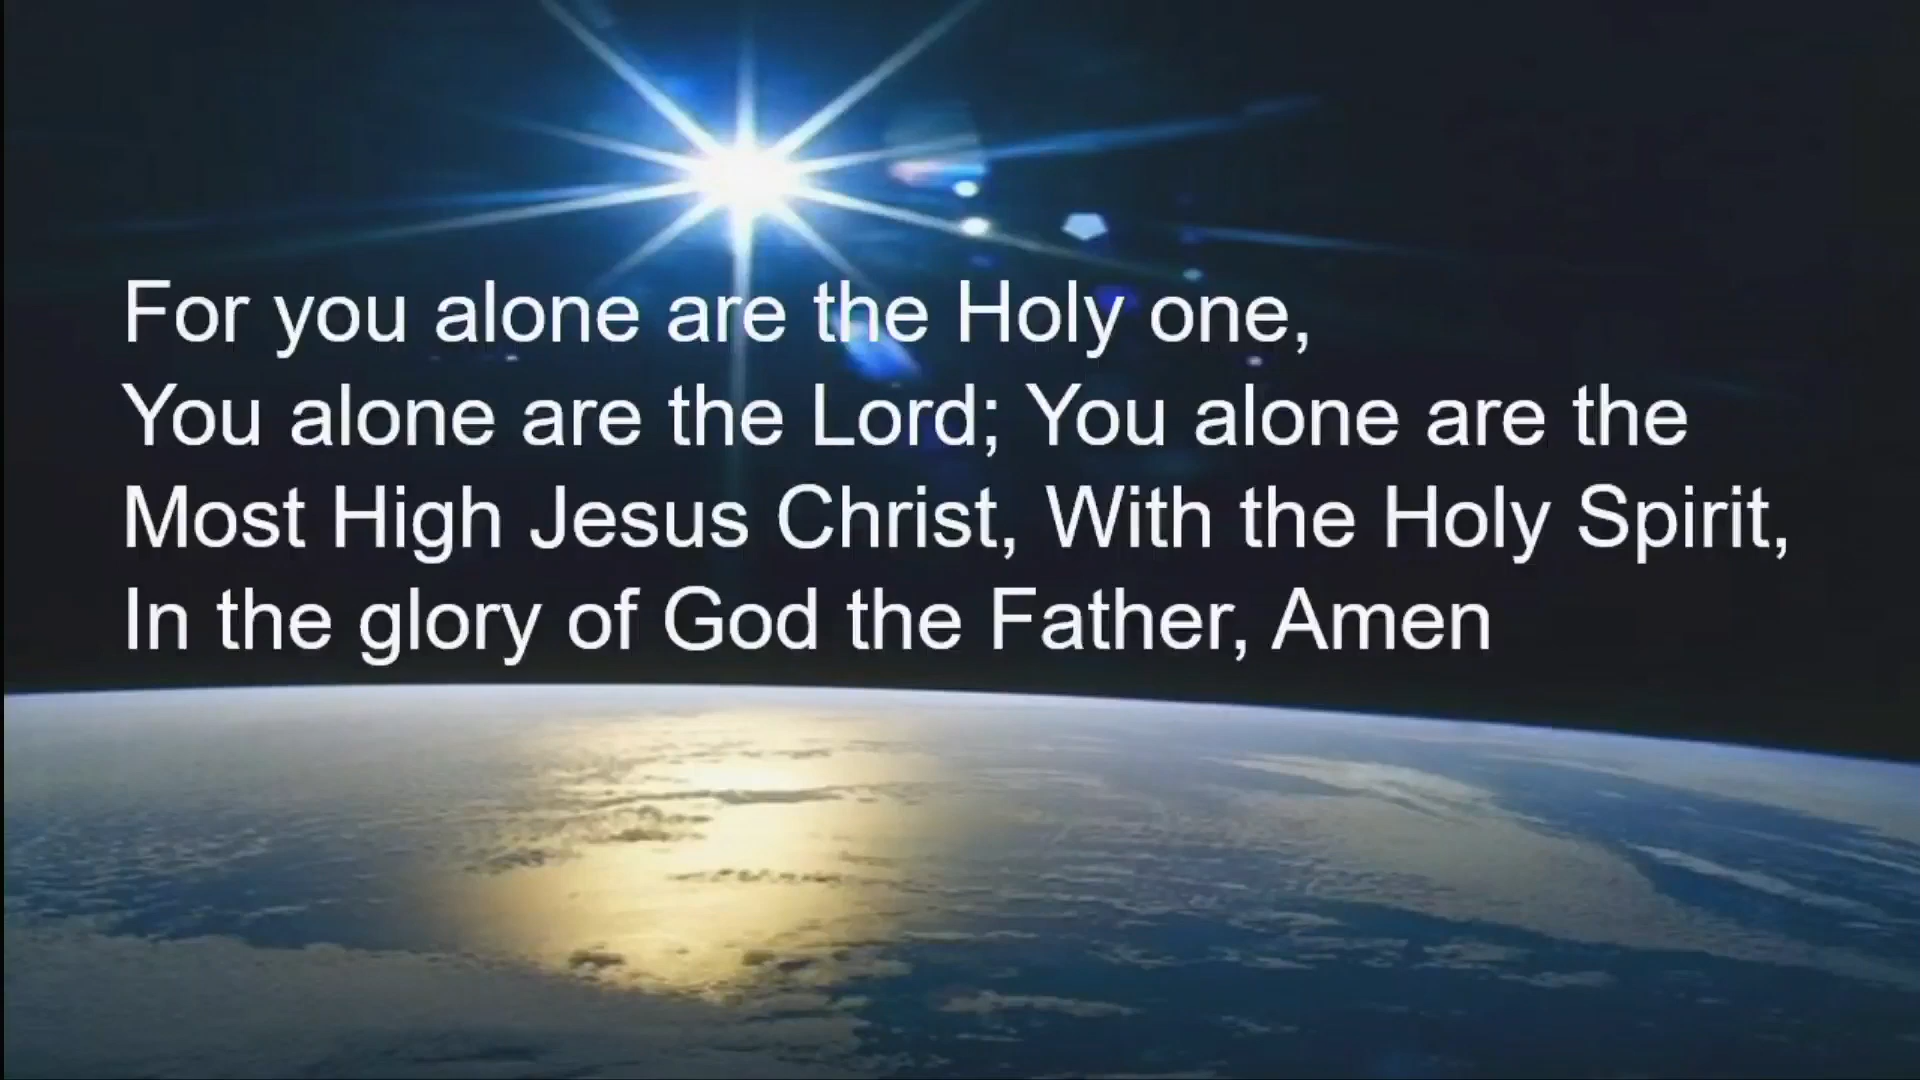 For you alone are the Holy one,
You alone are the Lord; You alone are the
Most High Jesus Christ, With the Holy Spirit,
In the glory of God the Father, Amen